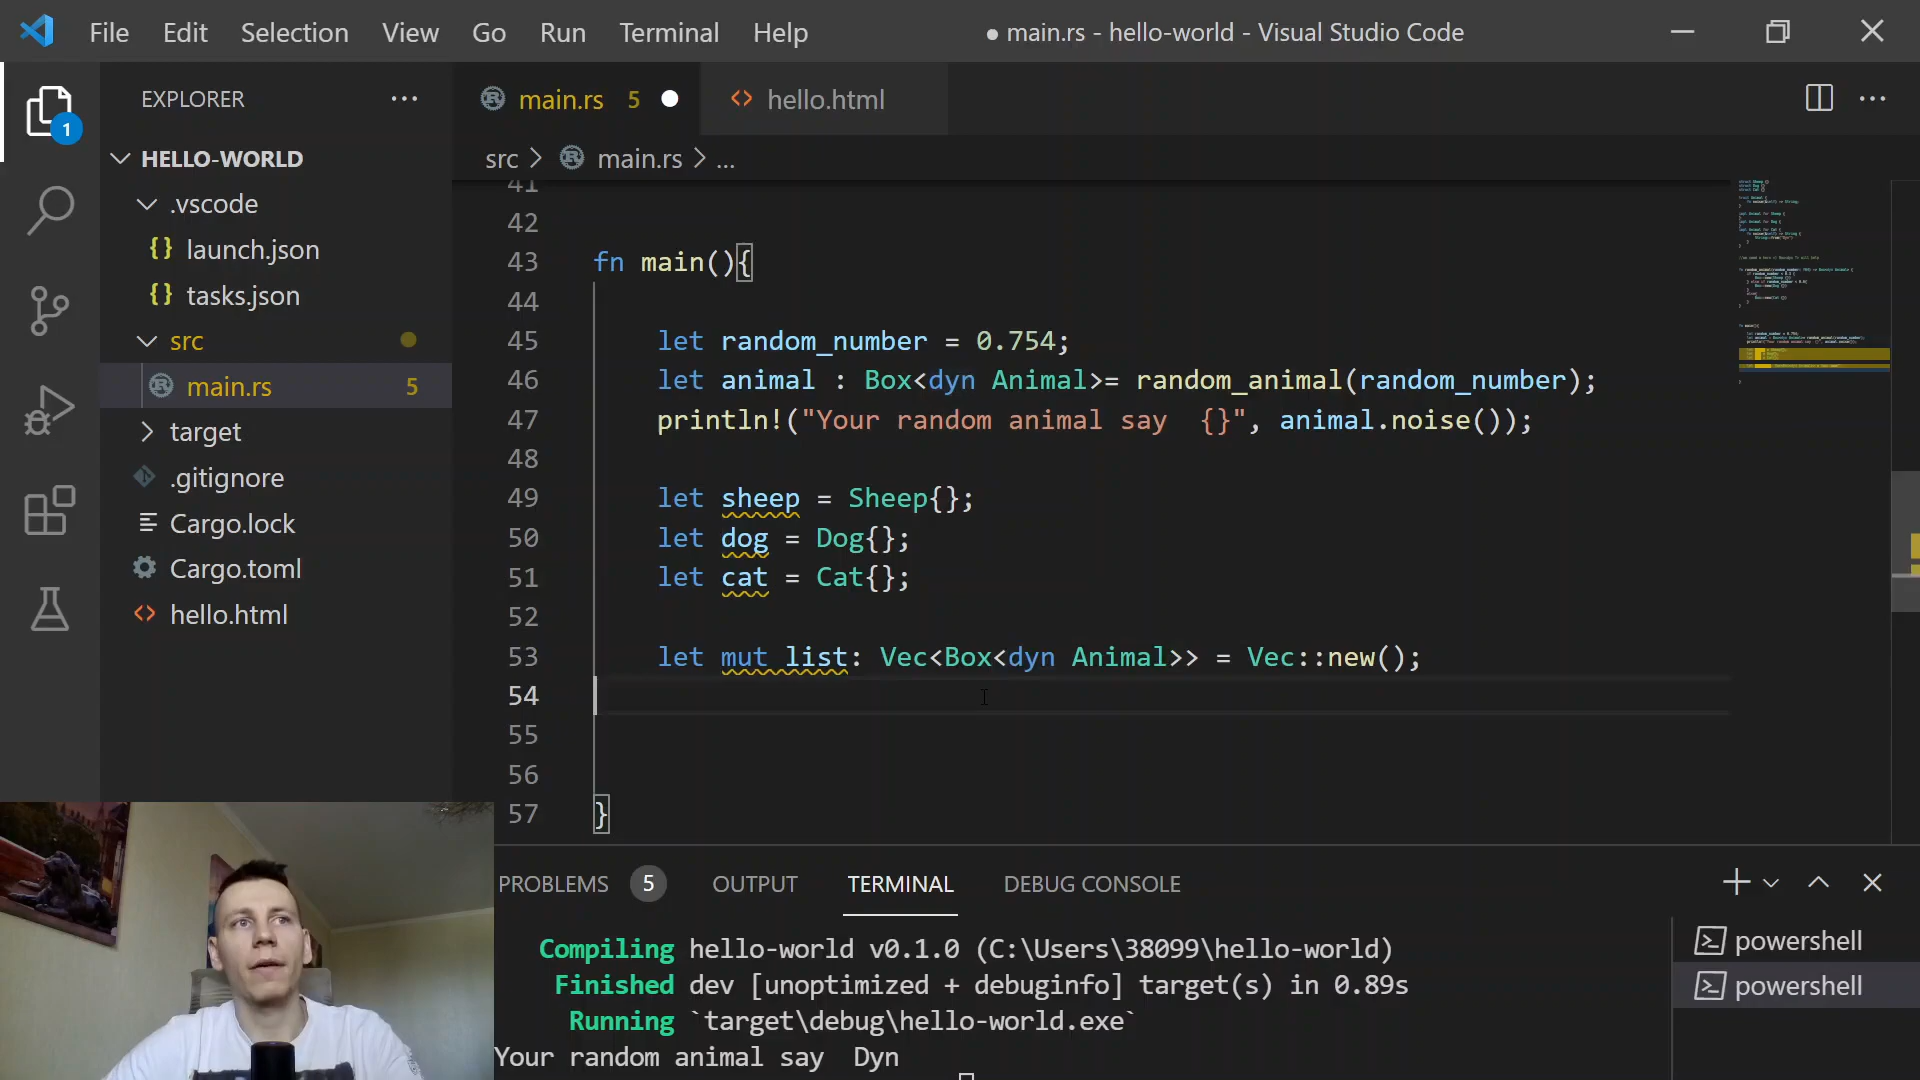 File Edit Selection View Go Run Terminal Help
● main.rs - hello-world - Visual Studio Code
EXPLORER
1
HELLO-WORLD
.vscode
{} launch.json
{} tasks.json
src
main.rs 5
target
.gitignore
Cargo.lock
Cargo.toml
<> hello.html
main.rs 5
<> hello.html
src > main.rs > ...
41
42
43 fn main(){
44
45 let random_number = 0.754;
46 let animal : Box<dyn Animal>= random_animal(random_number);
47 println!("Your random animal say  {}", animal.noise());
48
49 let sheep = Sheep{};
50 let dog = Dog{};
51 let cat = Cat{};
52
53 let mut list: Vec<Box<dyn Animal>> = Vec::new();
54
55
56
57 }
PROBLEMS 5 OUTPUT TERMINAL DEBUG CONSOLE
Compiling hello-world v0.1.0 (C:\Users\38099\hello-world)
Finished dev [unoptimized + debuginfo] target(s) in 0.89s
Running `target\debug\hello-world.exe`
Your random animal say  Dyn
powershell
powershell